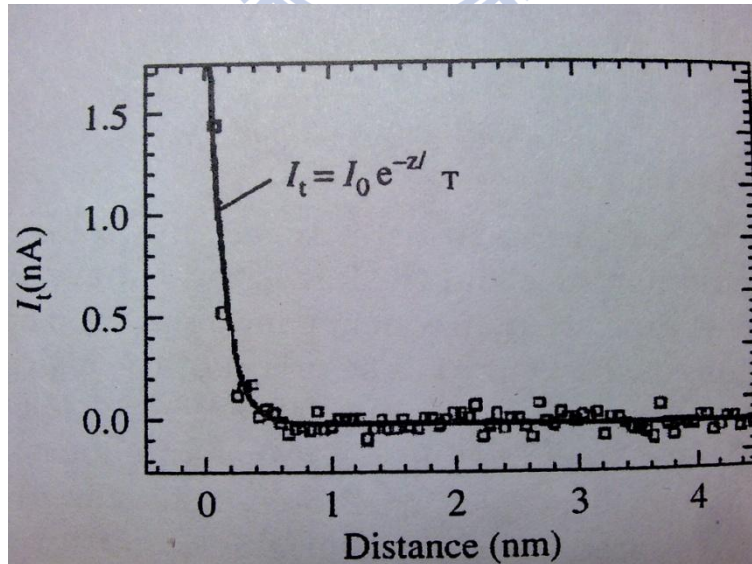 1.5
I_t = I_0 e^{-z/ T}
1.0
I_t(nA)
0.5
0.0
0 1 2 3 4
Distance (nm)